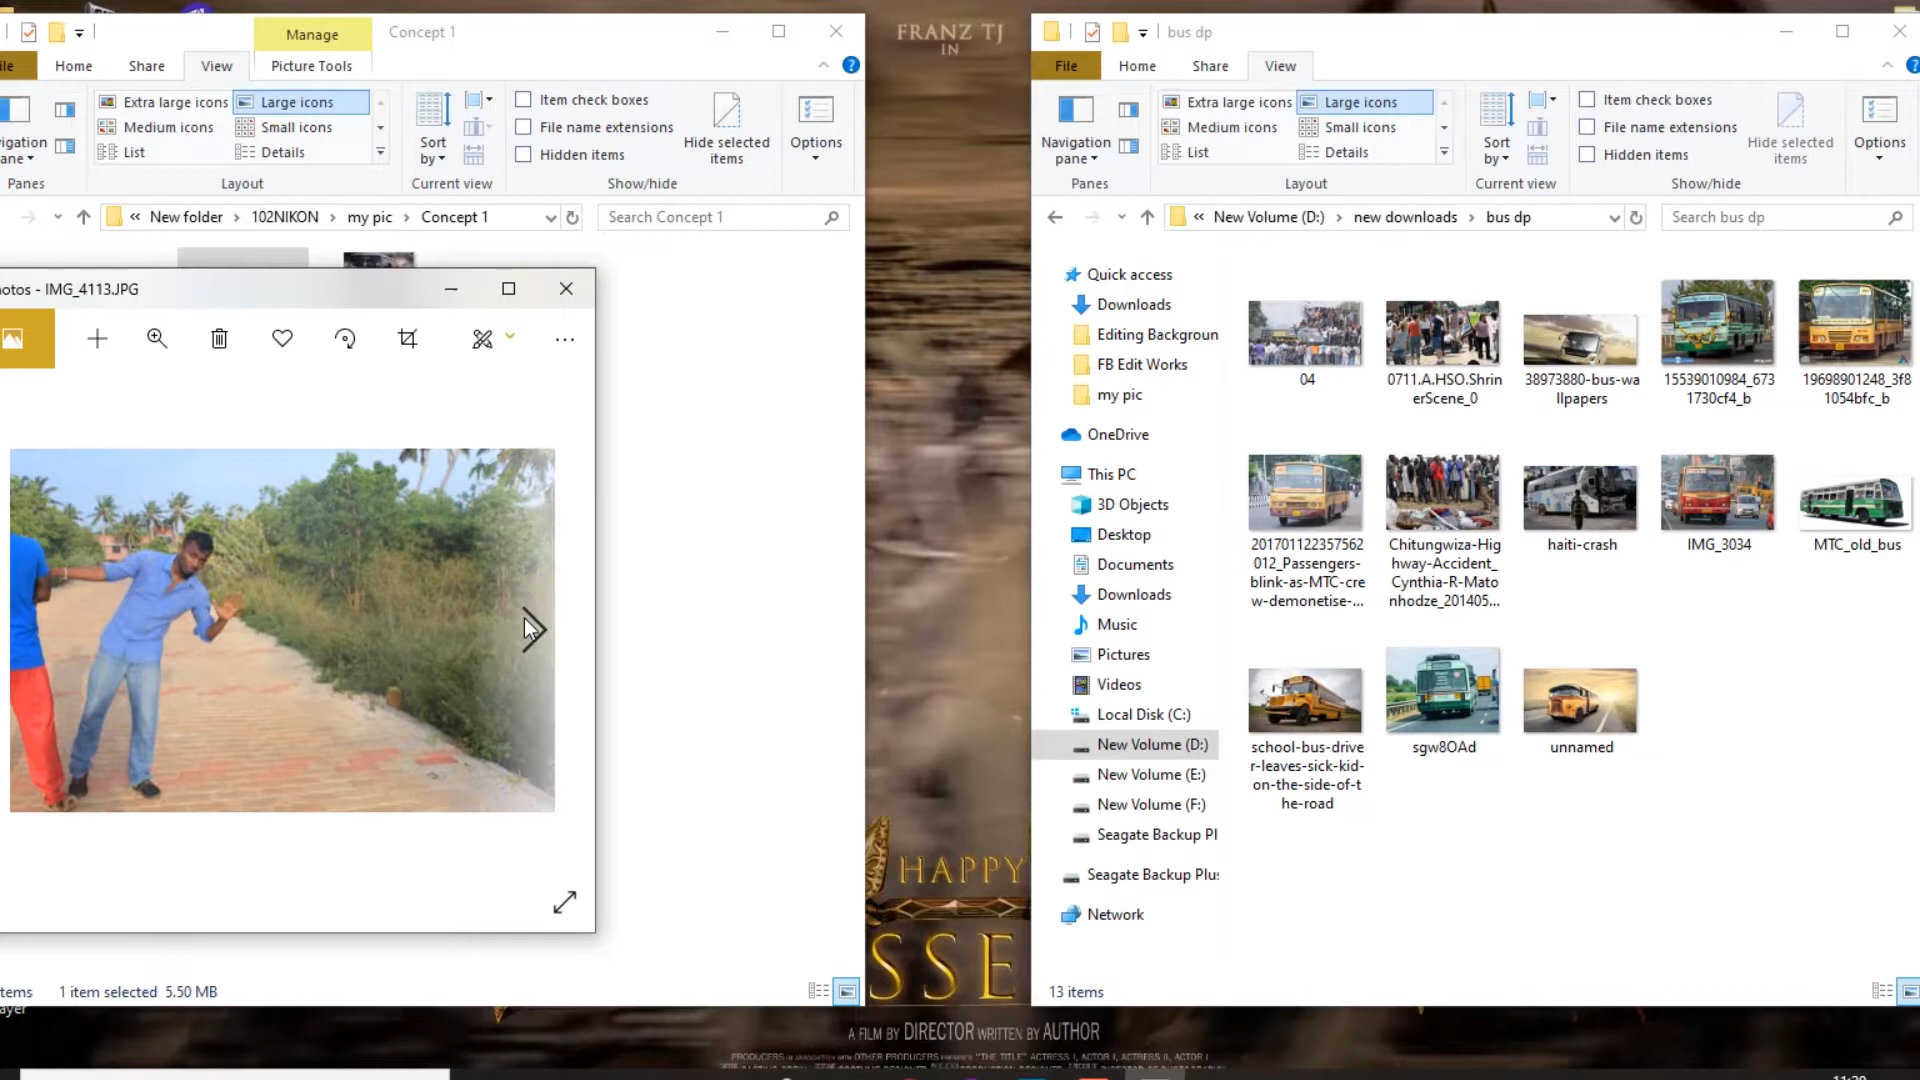 Manage
Concept 1
ile
Home
Share
View
Picture Tools
Extra large icons
Large icons
Medium icons
Small icons
List
Details
vigation
ane
Sort
by
Item check boxes
File name extensions
Hidden items
Hide selected
items
Options
Panes
Layout
Current view
Show/hide
« New folder › 102NIKON › my pic › Concept 1
Search Concept 1
hotos - IMG_4113.JPG
tems
1 item selected 5.50 MB
ayer
FRANZ TJ
IN
HAPPY
SSE
A FILM BY DIRECTOR WRITTEN BY AUTHOR
bus dp
File
Home
Share
View
Extra large icons
Large icons
Medium icons
Small icons
List
Details
Navigation
pane
Sort
by
Item check boxes
File name extensions
Hidden items
Hide selected
items
Options
Panes
Layout
Current view
Show/hide
« New Volume (D:) › new downloads › bus dp
Search bus dp
Quick access
Downloads
Editing Backgroun
FB Edit Works
my pic
OneDrive
This PC
3D Objects
Desktop
Documents
Downloads
Music
Pictures
Videos
Local Disk (C:)
New Volume (D:)
New Volume (E:)
New Volume (F:)
Seagate Backup Pl
Seagate Backup Plus
Network
04
0711.A.HSO.Shrin
erScene_0
38973880-bus-wa
llpapers
15539010984_673
1730cf4_b
19698901248_3f8
1054bfc_b
201701122357562
012_Passengers-
blink-as-MTC-cre
w-demonetise-...
Chitungwiza-Hig
hway-Accident_
Cynthia-R-Mato
nhodze_201405...
haiti-crash
IMG_3034
MTC_old_bus
school-bus-drive
r-leaves-sick-kid-
on-the-side-of-t
he-road
sgw8OAd
unnamed
13 items